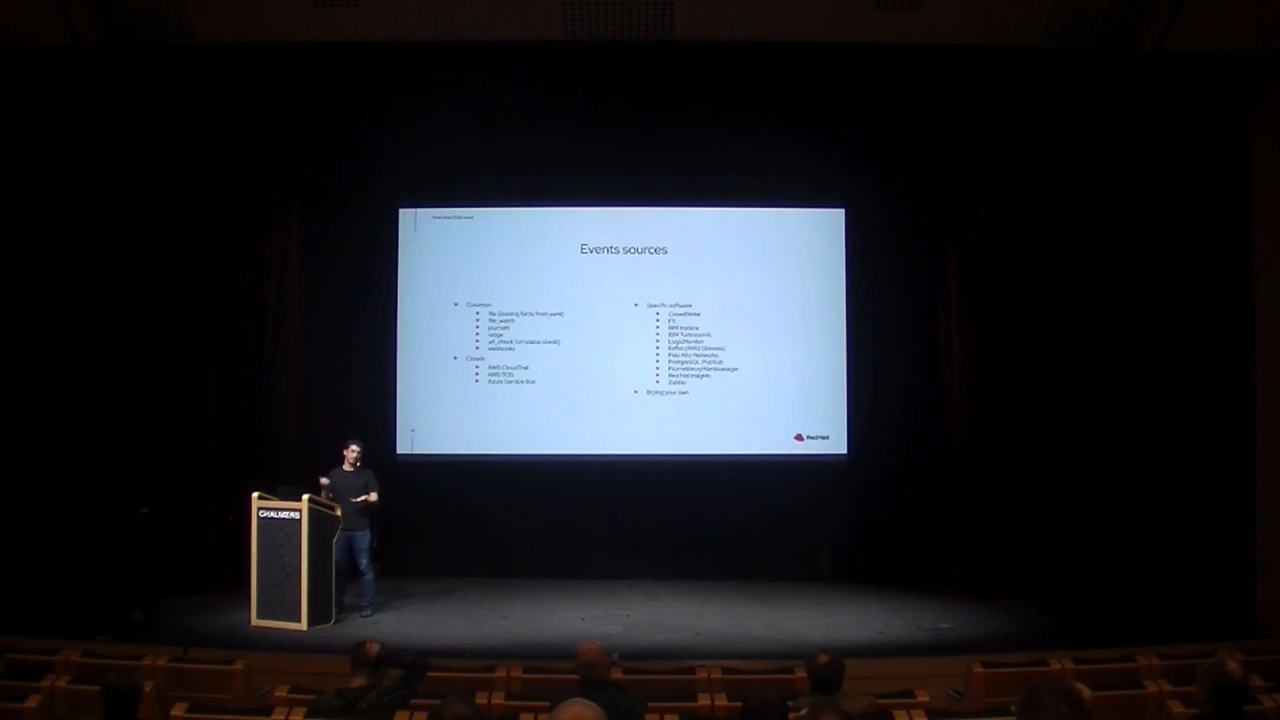 Events sources
Common
file (loading facts from yaml)
file_watch
journald
range
url_check (url status check)
webhooks
Clouds
AWS CloudTrail
AWS SQS
Azure Service Bus
Specific software
CrowdStrike
F5
IBM Instana
IBM Turbonomic
LogicMonitor
Kafka (AMQ Streams)
Palo Alto Networks
PostgreSQL Pub/Sub
Prometheus/Alertmanager
Red Hat Insights
Zabbix
Brying your own
Red Hat
CHALMERS